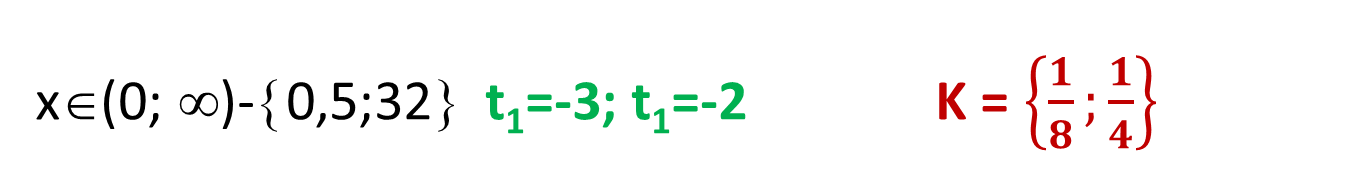 x∈(0; ∞)-{0,5;32} t₁=-3; t₁=-2 K = {1/8 ; 1/4}